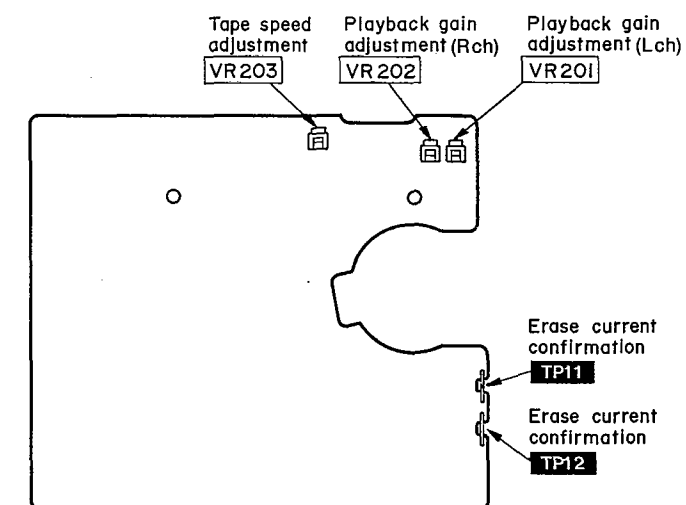 Tape speed
adjustment
VR203
Playback gain
adjustment (Rch)
VR202
Playback gain
adjustment (Lch)
VR201
Erase current
confirmation
TP11
Erase current
confirmation
TP12